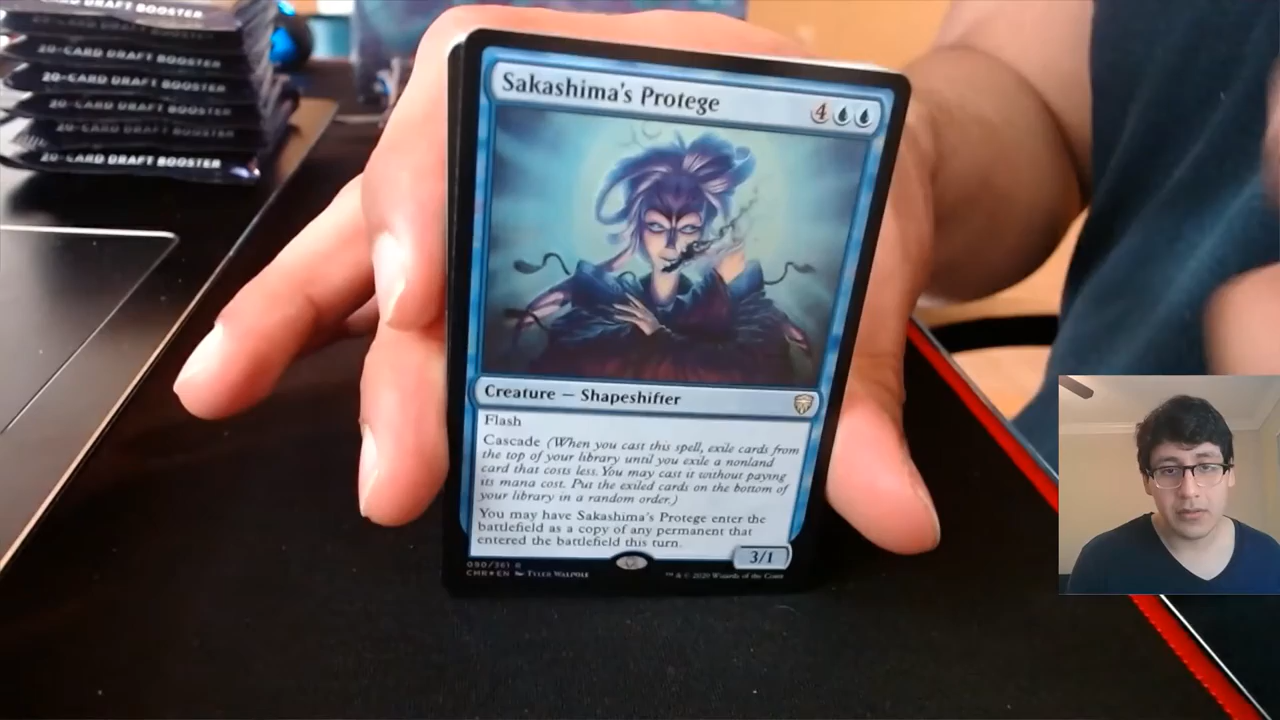 20-CARD DRAFT BOOSTER
20-CARD DRAFT BOOSTER
20-CARD DRAFT BOOSTER
20-CARD DRAFT BOOSTER
20-CARD DRAFT BOOSTER
20-CARD DRAFT BOOSTER
Sakashima's Protege
4
Creature — Shapeshifter
Flash
Cascade (When you cast this spell, exile cards from
the top of your library until you exile a nonland
card that costs less. You may cast it without paying
its mana cost. Put the exiled cards on the bottom of
your library in a random order.)
You may have Sakashima's Protege enter the
battlefield as a copy of any permanent that
entered the battlefield this turn.
3/1
090/361 R
CMR★EN Tyler Walpole
™ & © 2020 Wizards of the Coast